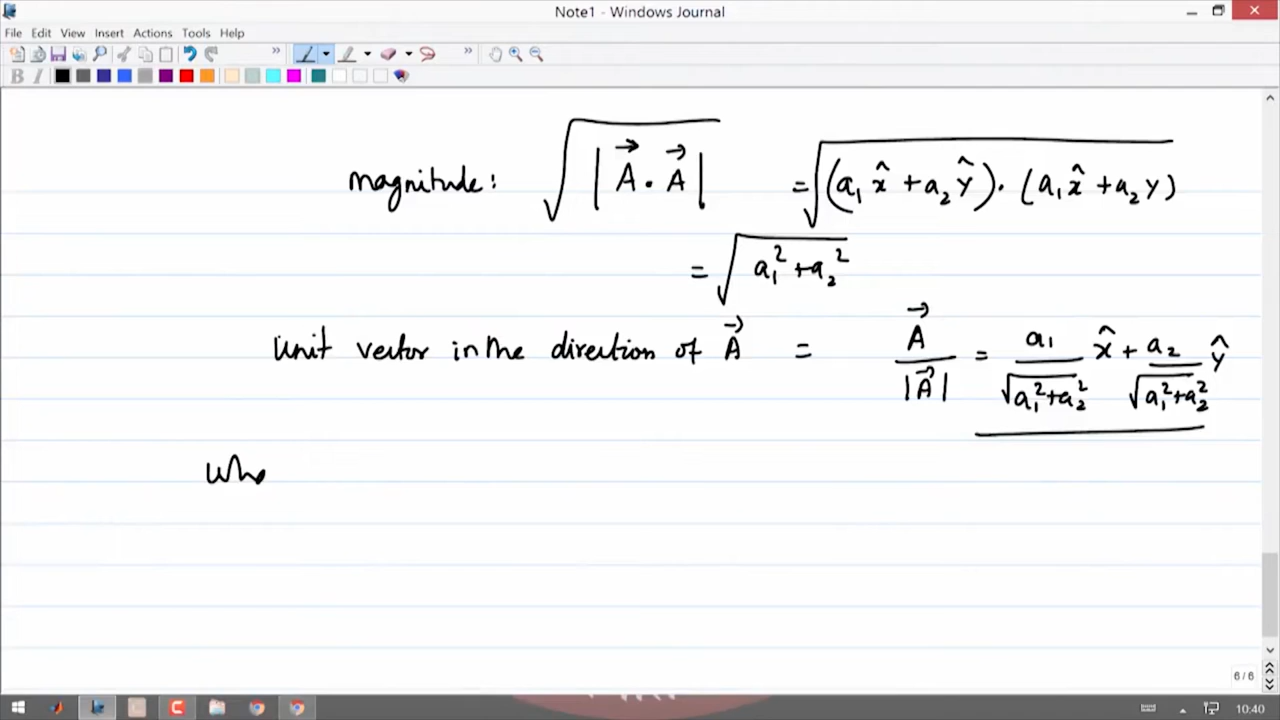 Note1 - Windows Journal
File Edit View Insert Actions Tools Help
magnitude: √|A⃗ · A⃗| = √(a₁x̂ + a₂ŷ) · (a₁x̂ + a₂y)
= √a₁² + a₂²
Unit vector in the direction of A⃗ = A⃗ / |A⃗| = a₁ / √a₁²+a₂² x̂ + a₂ / √a₁²+a₂² ŷ
6 / 6
10:40